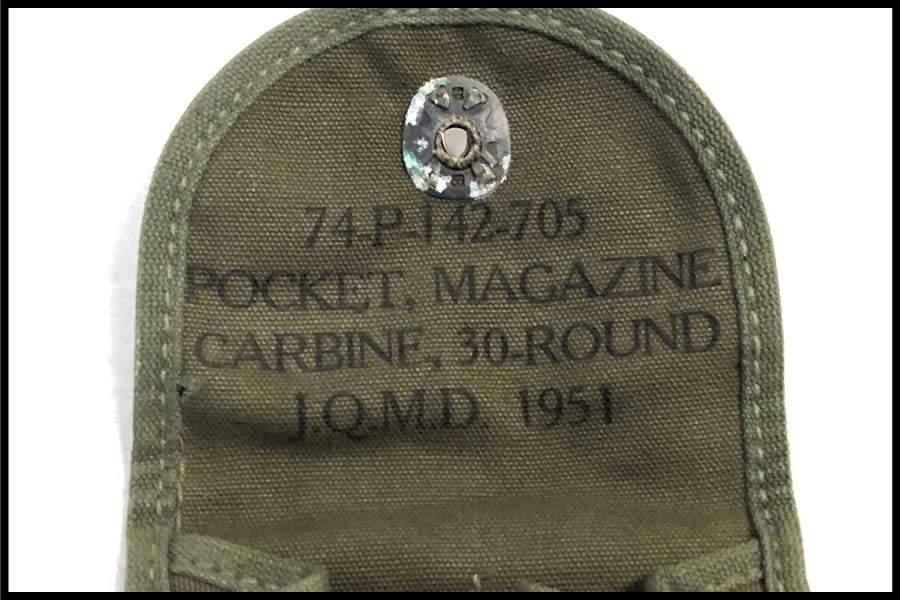 74-P-142-705
POCKET, MAGAZINE
CARBINE, 30-ROUND
J.Q.M.D. 1951